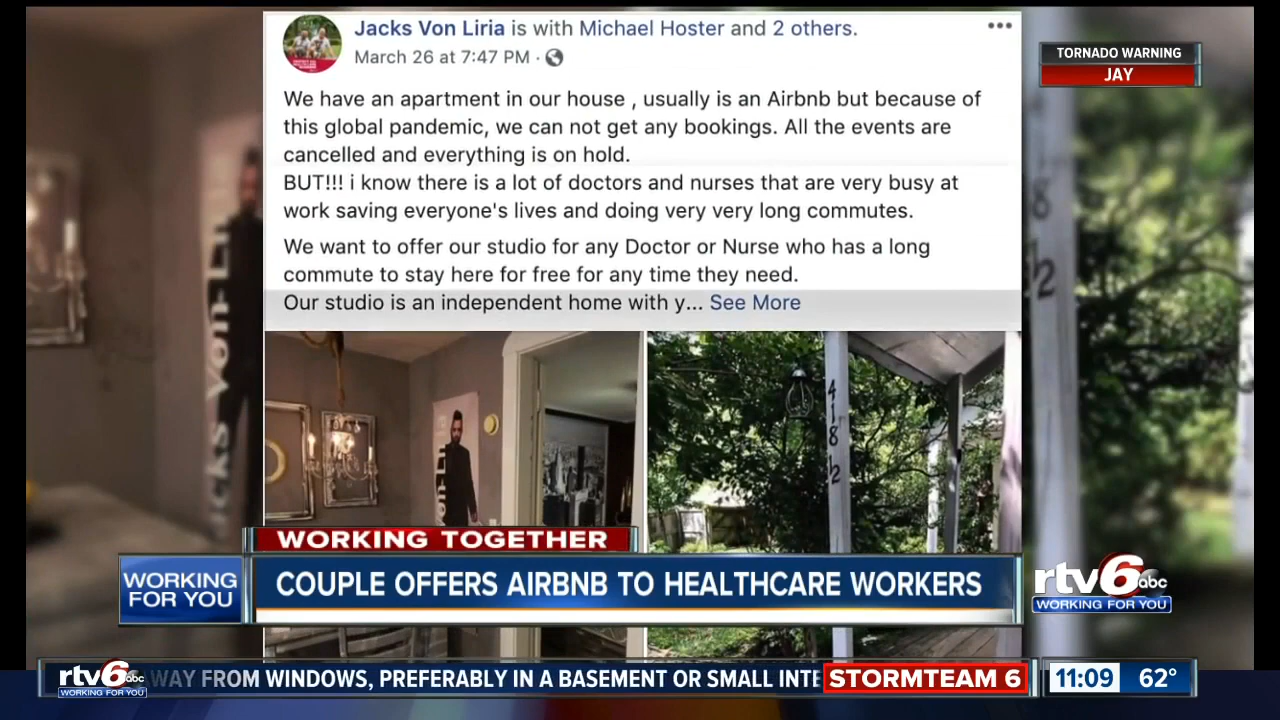 Jacks Von Liria is with Michael Hoster and 2 others.
March 26 at 7:47 PM ·
We have an apartment in our house , usually is an Airbnb but because of
this global pandemic, we can not get any bookings. All the events are
cancelled and everything is on hold.
BUT!!! i know there is a lot of doctors and nurses that are very busy at
work saving everyone's lives and doing very very long commutes.
We want to offer our studio for any Doctor or Nurse who has a long
commute to stay here for free for any time they need.
Our studio is an independent home with y... See More
TORNADO WARNING
JAY
418 1/2
WORKING TOGETHER
WORKING
FOR YOU
COUPLE OFFERS AIRBNB TO HEALTHCARE WORKERS
rtv6 abc
WORKING FOR YOU
rtv6 abc
WORKING FOR YOU
WAY FROM WINDOWS, PREFERABLY IN A BASEMENT OR SMALL INTE
STORMTEAM 6
11:09 62°